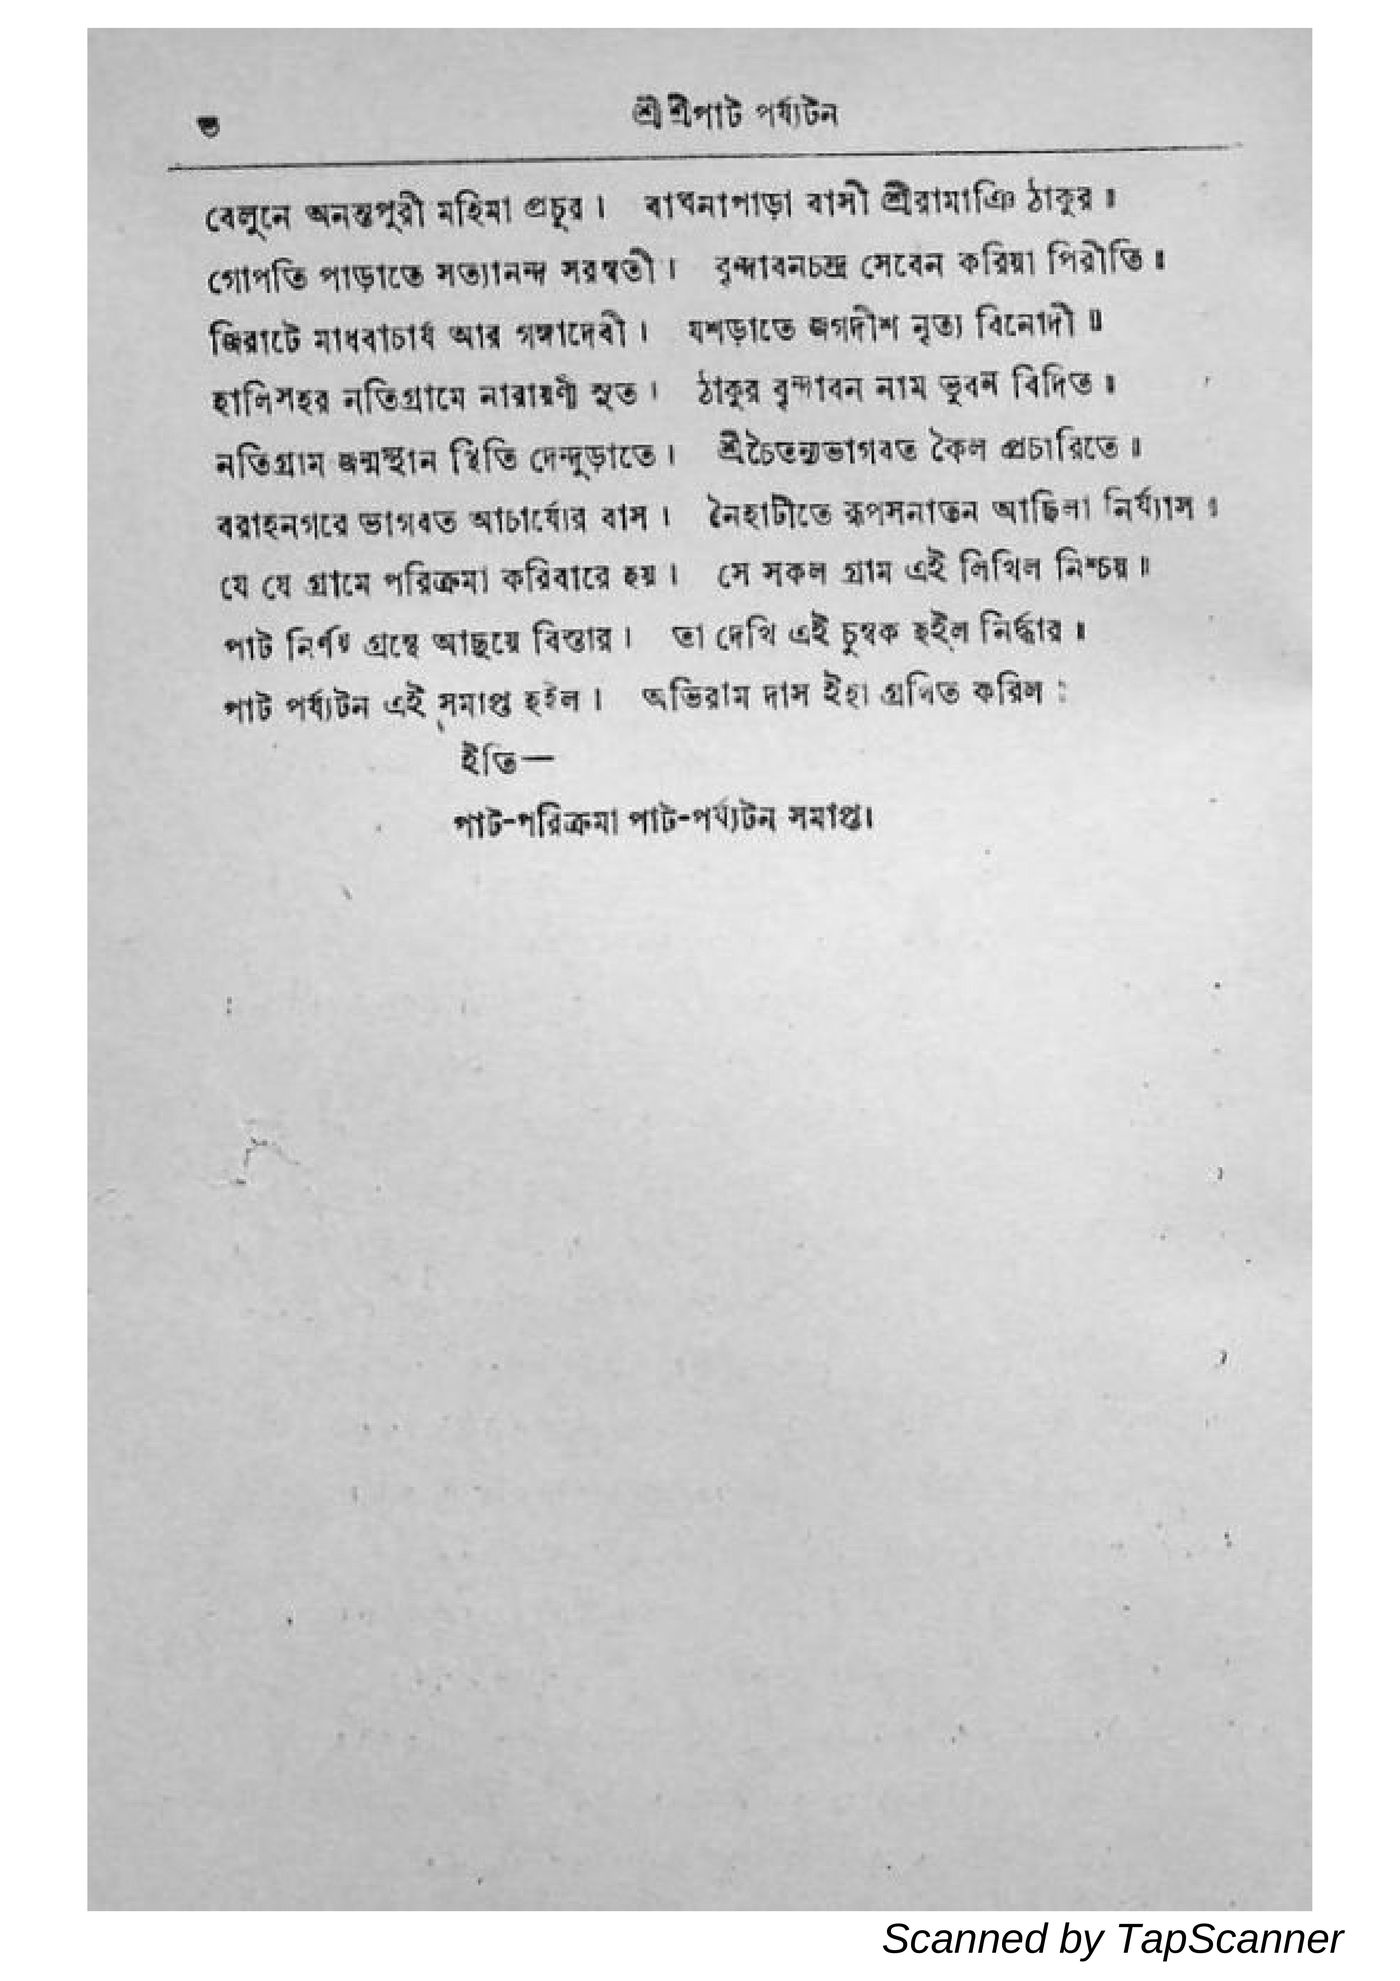 ৩ শ্রীশ্রীপাট পর্য্যটন
বেলুনে অনন্তপুরী মহিমা প্রচুর। বাঘনাপাড়া বাসী শ্রীরামাঞি ঠাকুর॥
গোপতি পাড়াতে সত্যানন্দ সরস্বতী। বৃন্দাবনচন্দ্র সেবেন করিয়া পিরীতি॥
জিরাটে মাধবাচার্য আর গঙ্গাদেবী। যশড়াতে জগদীশ নৃত্য বিনোদী॥
হালিসহর নতিগ্রামে নারায়ণী সুত। ঠাকুর বৃন্দাবন নাম ভুবন বিদিত॥
নতিগ্রাম জন্মস্থান স্থিতি দেন্দুড়াতে। শ্রীচৈতন্যভাগবত কৈল প্রচারিতে॥
বরাহনগরে ভাগবত আচার্য্যের বাস। নৈহাটীতে রূপসনাতন আছিলা নির্য্যাস॥
যে যে গ্রামে পরিক্রমা করিবারে হয়। সে সকল গ্রাম এই লিখিল নিশ্চয়॥
পাট নির্ণয় গ্রন্থে আছয়ে বিস্তার। তা দেখি এই চুম্বক হইল নির্দ্ধার॥
পাট পর্য্যটন এই সমাপ্ত হইল। অভিরাম দাস ইহা গ্রথিত করিল
ইতি—
পাট-পরিক্রমা পাট-পর্য্যটন সমাপ্ত।
Scanned by TapScanner